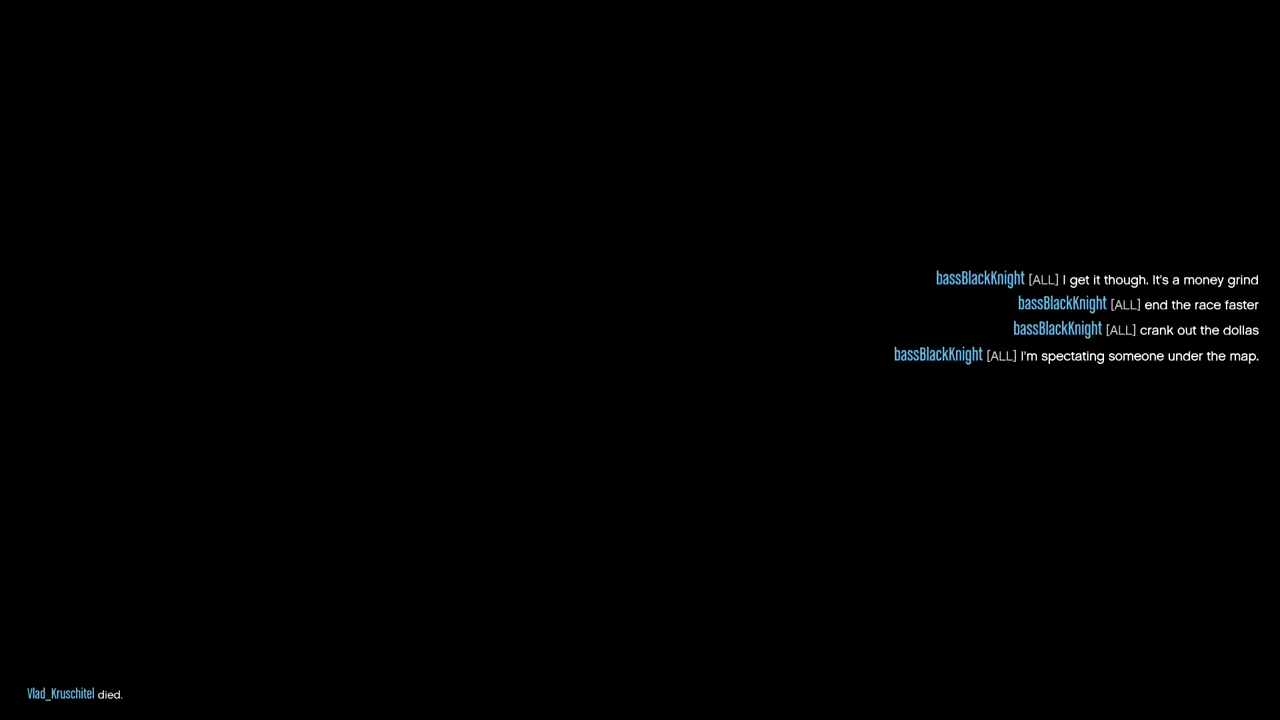 bassBlackKnight [ALL] I get it though. It's a money grind
bassBlackKnight [ALL] end the race faster
bassBlackKnight [ALL] crank out the dollas
bassBlackKnight [ALL] I'm spectating someone under the map.
Vlad_Kruschitel died.